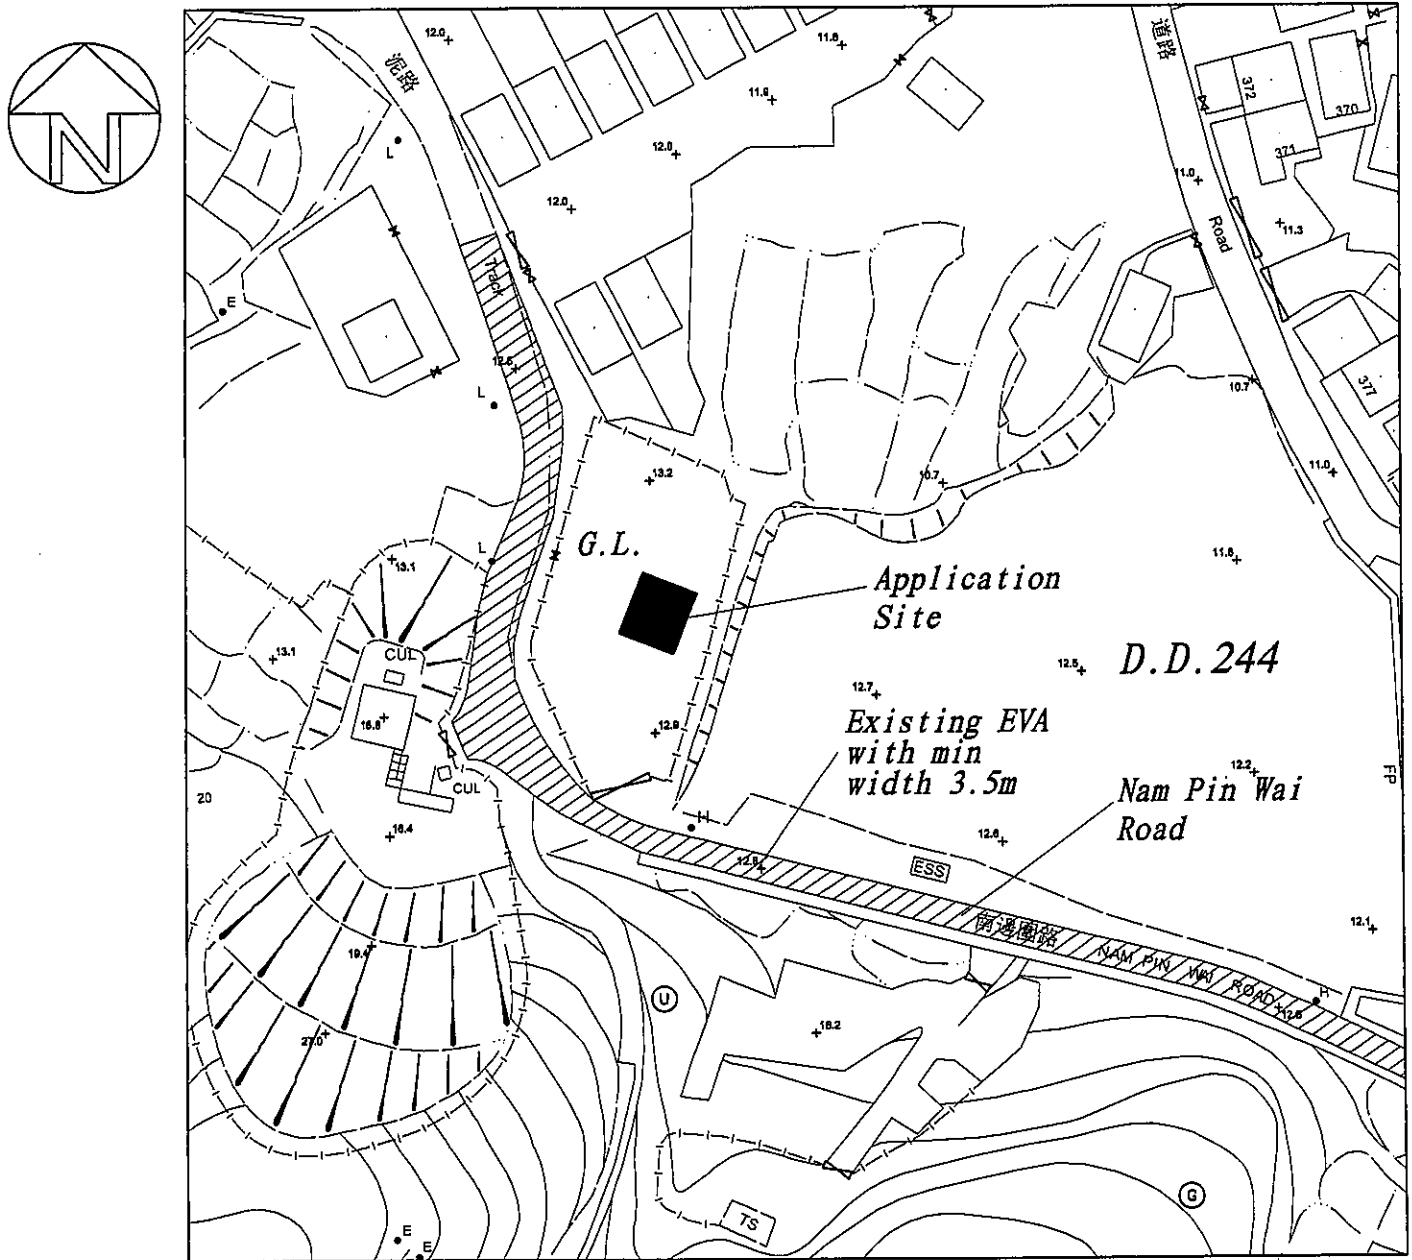 N
12.0
泥路
11.8
道路
372
370
11.9
371
L
12.0
11.0
12.0
Road
11.3
Track
E
12.5
10.7
377
L
13.2
10.7
11.0
L
G.L.
13.1
11.8
Application
Site
CUL
13.1
12.5
D.D.244
12.7
16.8
12.9
Existing EVA
with min
width 3.5m
12.2
FP
Nam Pin Wai
Road
CUL
20
16.4
H
12.6
12.8
ESS
12.1
南邊圍路
NAM PIN WAI ROAD
19.4
H
12.6
U
27.0
18.2
G
TS
E
E